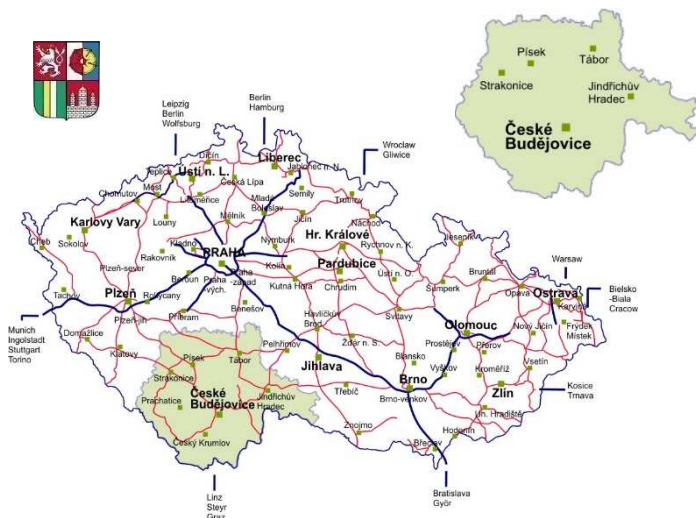 Písek
Tábor
Strakonice
Jindřichův
Hradec
České
Budějovice
Leipzig
Berlin
Wolfsburg
Berlin
Hamburg
Wroclaw
Gliwice
Děčín
Liberec
Teplice
Ústí n. L.
Jablonec n. N.
Česká Lípa
Most
Chomutov
Litoměřice
Mladá
Boleslav
Semily
Trutnov
Karlovy Vary
Louny
Mělník
Jičín
Náchod
Cheb
Sokolov
Rakovník
Kladno
Nymburk
Hr. Králové
Rychnov n. K.
Jeseník
PRAHA
Pardubice
Warsaw
Plzeň-sever
Beroun
Praha
-západ
Praha
vých.
Kolín
Kutná Hora
Chrudim
Ústí n. O.
Šumperk
Bruntál
Opava
Ostrava
Karviná
Bielsko
-Biala
Cracow
Tachov
Plzeň
Rokycany
Plzeň-jih
Příbram
Benešov
Havlíčkův
Brod
Svitavy
Olomouc
Nový Jičín
Frýdek
Místek
Munich
Ingolstadt
Stuttgart
Torino
Domažlice
Klatovy
Písek
Tábor
Pelhřimov
Jihlava
Žďár n. S.
Blansko
Prostějov
Přerov
Vsetín
Strakonice
Vyškov
Kroměříž
Prachatice
České
Budějovice
Jindřichův
Hradec
Třebíč
Brno
Brno-venkov
Zlín
Kosice
Trnava
Uh. Hradiště
Český Krumlov
Znojmo
Hodonín
Břeclav
Linz
Steyr
Graz
Bratislava
Györ